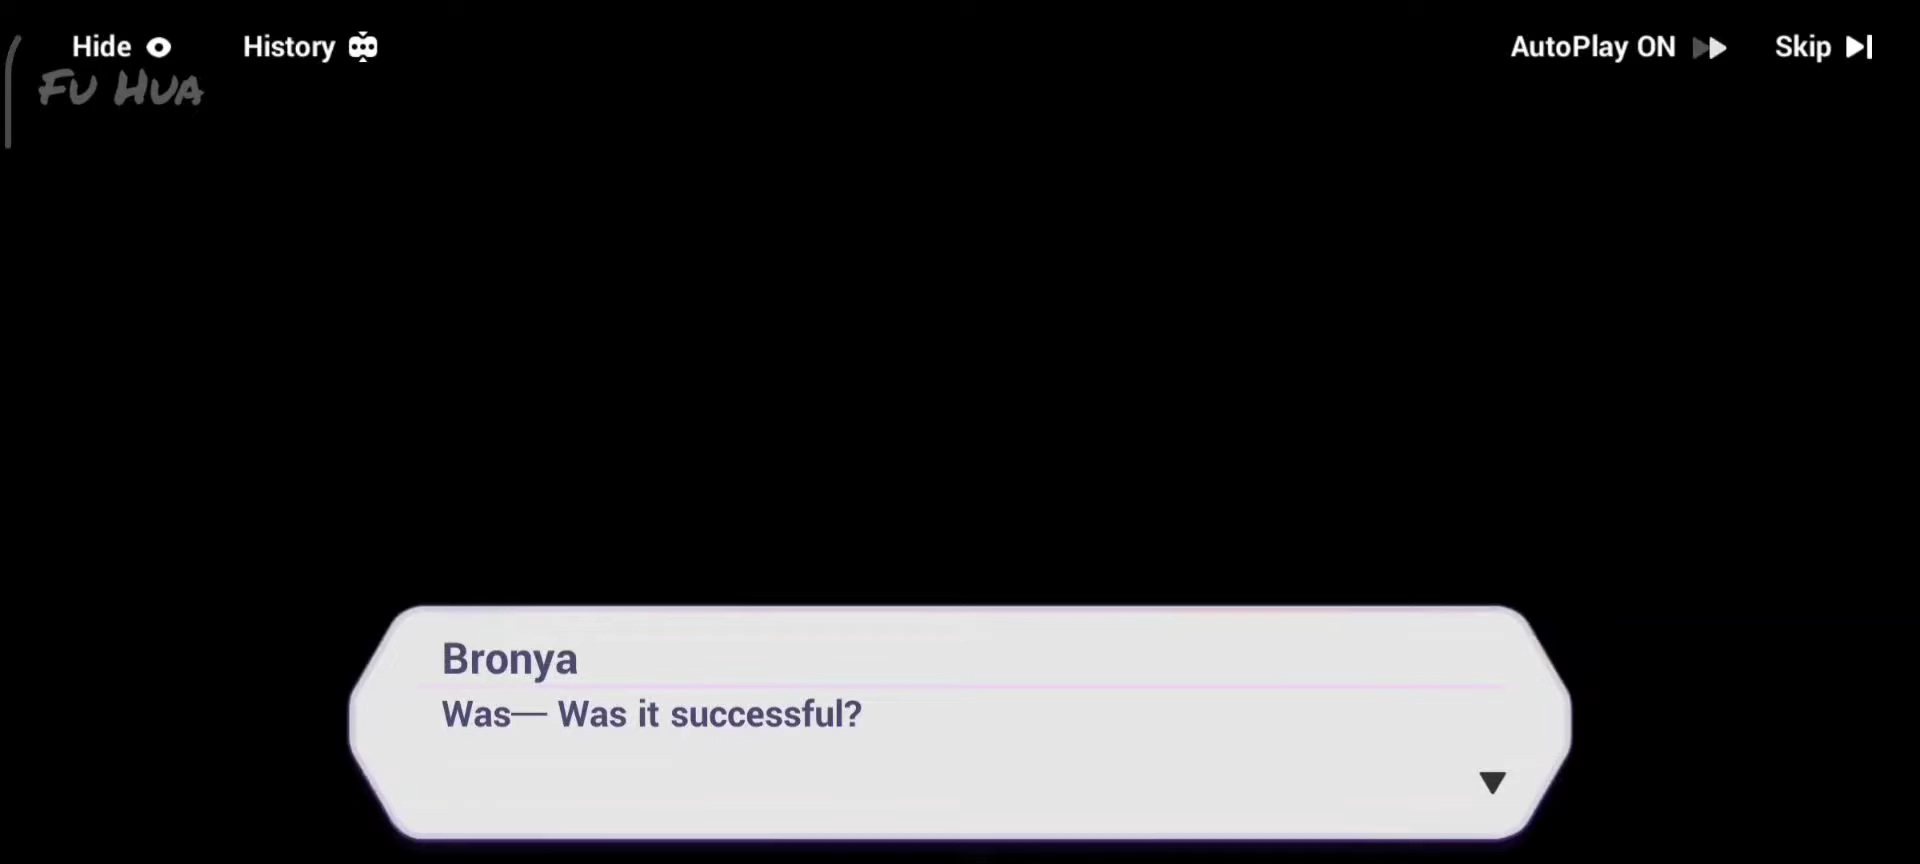 Hide
History
AutoPlay ON
Skip
Fu Hua
Bronya
Was— Was it successful?